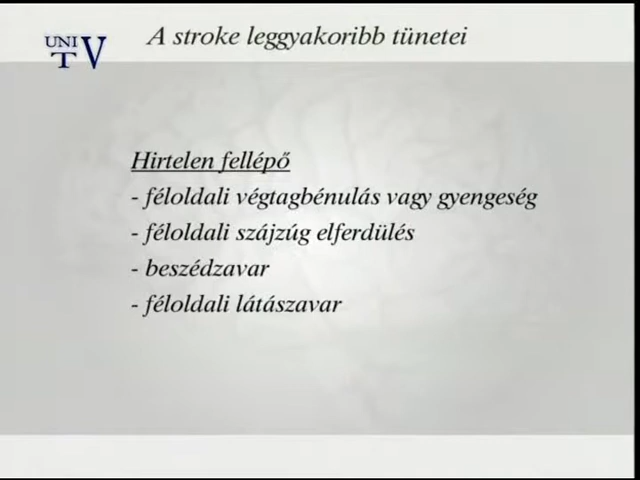 UNI
TV
A stroke leggyakoribb tünetei
Hirtelen fellépő
- féloldali végtagbénulás vagy gyengeség
- féloldali szájzúg elferdülés
- beszédzavar
- féloldali látászavar